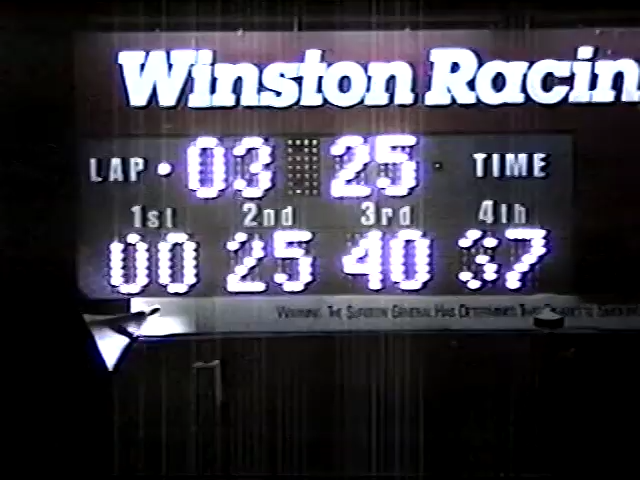 Winston Racin
LAP 03 25 TIME
1st 2nd 3rd 4th
00 25 40 37
WARNING: THE SURGEON GENERAL HAS DETERMINED THAT